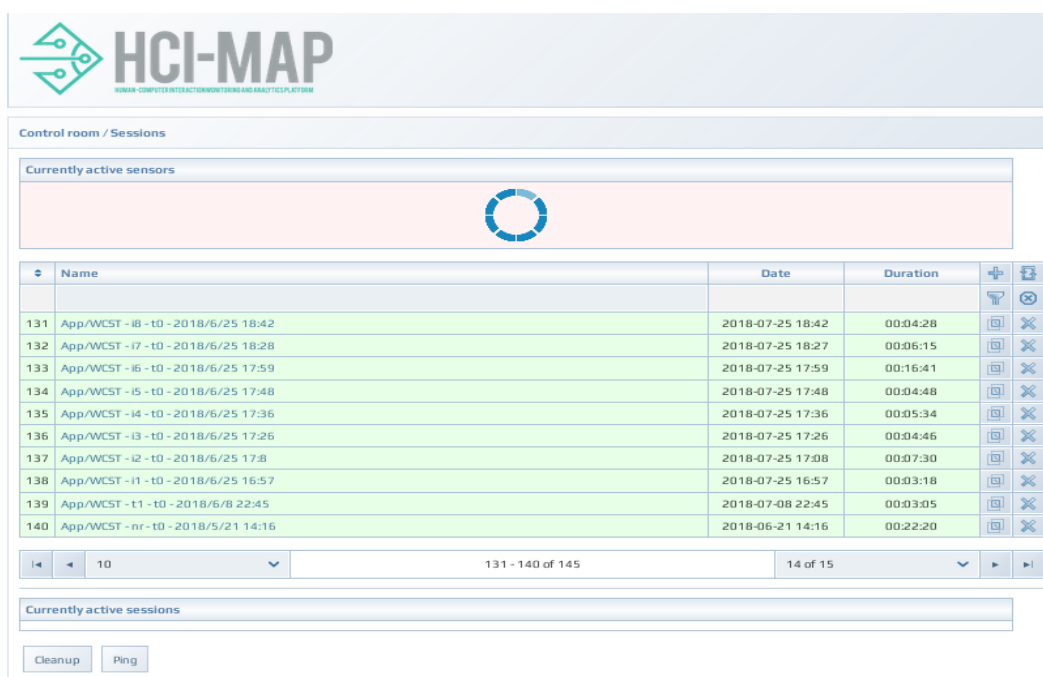 HCI-MAP
HUMAN-COMPUTER INTERACTION MONITORING AND ANALYTICS PLATFORM
Control room / Sessions
Currently active sensors
Name Date Duration
131 App/WCST - i8 - t0 - 2018/6/25 18:42 2018-07-25 18:42 00:04:28
132 App/WCST - i7 - t0 - 2018/6/25 18:28 2018-07-25 18:27 00:06:15
133 App/WCST - i6 - t0 - 2018/6/25 17:59 2018-07-25 17:59 00:16:41
134 App/WCST - i5 - t0 - 2018/6/25 17:48 2018-07-25 17:48 00:04:48
135 App/WCST - i4 - t0 - 2018/6/25 17:36 2018-07-25 17:36 00:05:34
136 App/WCST - i3 - t0 - 2018/6/25 17:26 2018-07-25 17:26 00:04:46
137 App/WCST - i2 - t0 - 2018/6/25 17:8 2018-07-25 17:08 00:07:30
138 App/WCST - i1 - t0 - 2018/6/25 16:57 2018-07-25 16:57 00:03:18
139 App/WCST - t1 - t0 - 2018/6/8 22:45 2018-07-08 22:45 00:03:05
140 App/WCST - nr - t0 - 2018/5/21 14:16 2018-06-21 14:16 00:22:20
10 131 - 140 of 145 14 of 15
Currently active sessions
Cleanup Ping